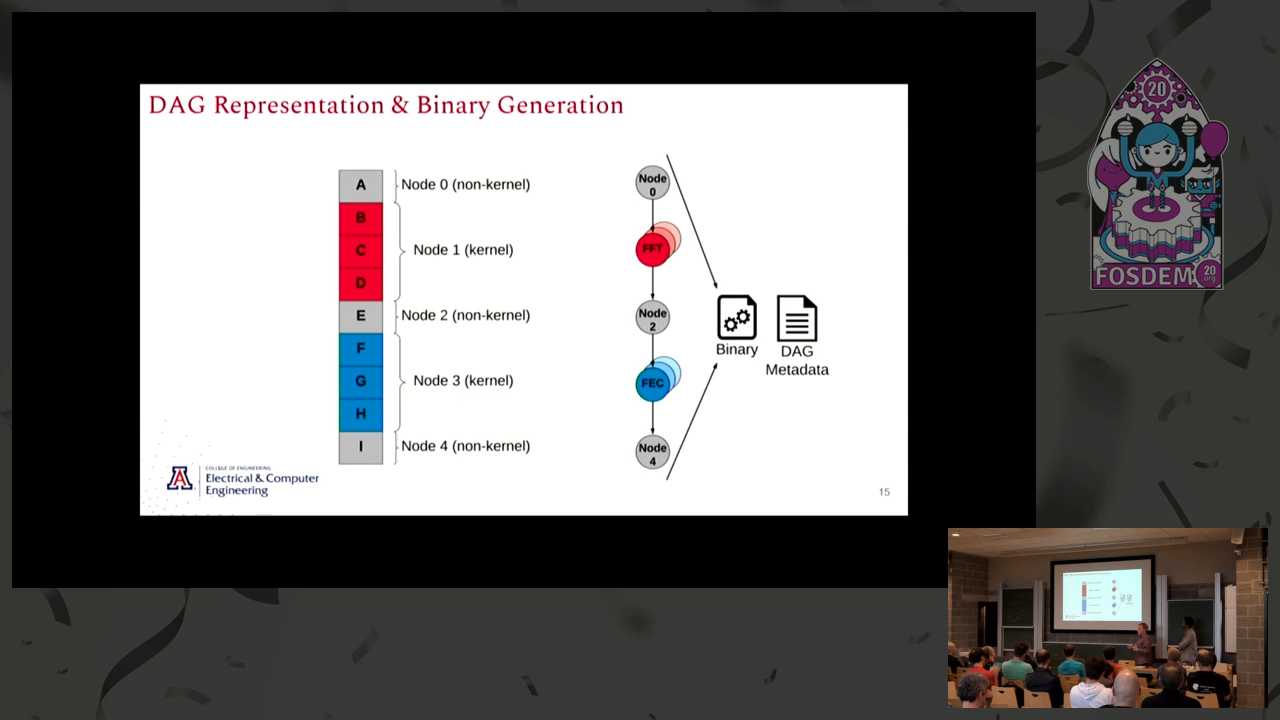 DAG Representation & Binary Generation
A
Node 0 (non-kernel)
B
C
Node 1 (kernel)
D
E
Node 2 (non-kernel)
F
G
Node 3 (kernel)
H
I
Node 4 (non-kernel)
Node
0
FFT
Node
2
FEC
Node
4
Binary
DAG
Metadata
COLLEGE OF ENGINEERING
Electrical & Computer
Engineering
15
20
FOSDEM
20
.org